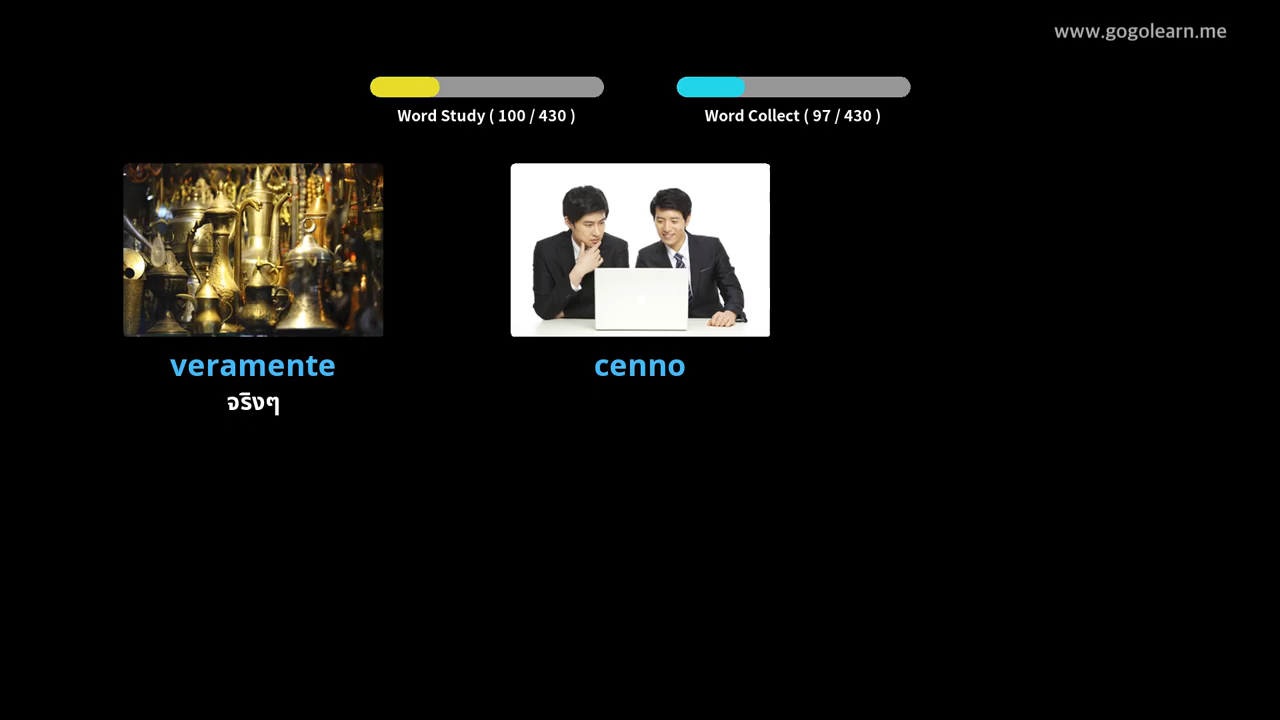 www.gogolearn.me
Word Study ( 100 / 430 )
Word Collect ( 97 / 430 )
veramente
จริงๆ
cenno